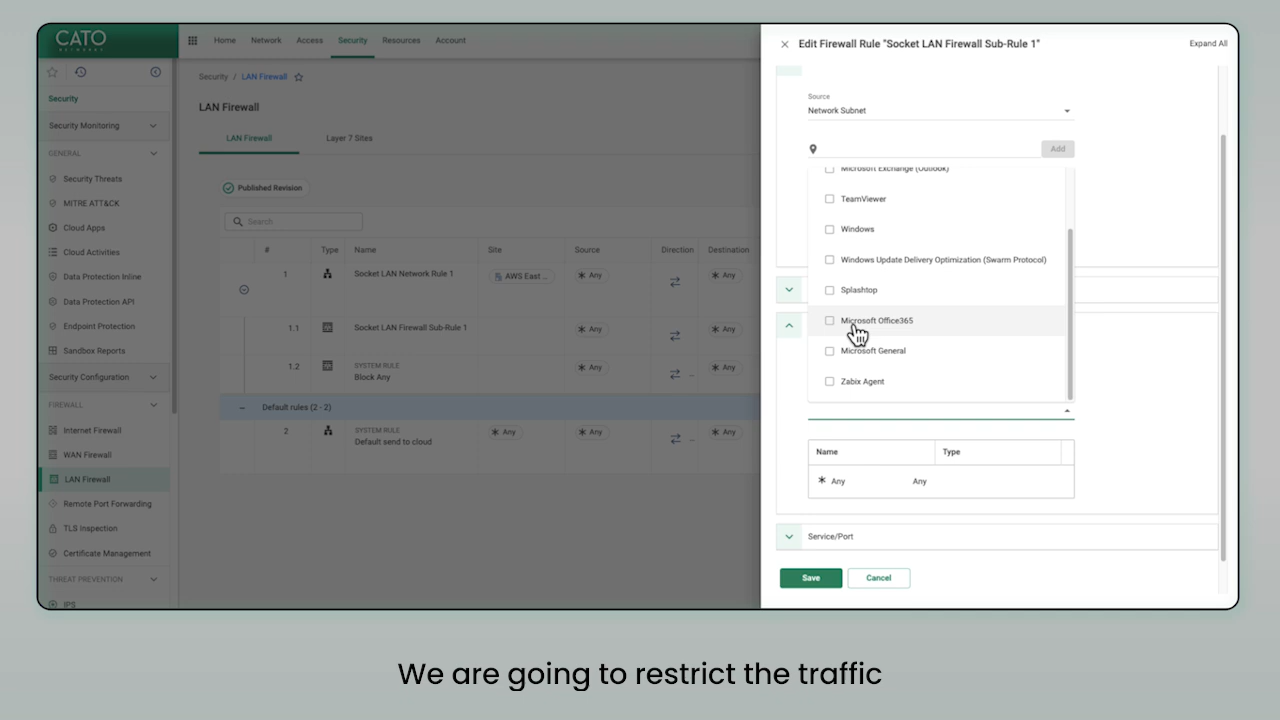 CATO
NETWORKS
Home Network Access Security Resources Account
Security / LAN Firewall
LAN Firewall
LAN Firewall Layer 7 Sites
Published Revision
Search
# Type Name Site Source Direction Destination
1 Socket LAN Network Rule 1 AWS East ... Any Any
1.1 Socket LAN Firewall Sub-Rule 1 Any Any
1.2 SYSTEM RULE
Block Any Any Any
Default rules (2 - 2)
2 SYSTEM RULE
Default send to cloud Any Any Any
Security
Security Monitoring
GENERAL
Security Threats
MITRE ATT&CK
Cloud Apps
Cloud Activities
Data Protection Inline
Data Protection API
Endpoint Protection
Sandbox Reports
Security Configuration
FIREWALL
Internet Firewall
WAN Firewall
LAN Firewall
Remote Port Forwarding
TLS Inspection
Certificate Management
THREAT PREVENTION
IPS
Edit Firewall Rule "Socket LAN Firewall Sub-Rule 1"
Expand All
Source
Network Subnet
Add
Microsoft Exchange (Outlook)
TeamViewer
Windows
Windows Update Delivery Optimization (Swarm Protocol)
Splashtop
Microsoft Office365
Microsoft General
Zabix Agent
Name Type
Any Any
Service/Port
Save Cancel
We are going to restrict the traffic